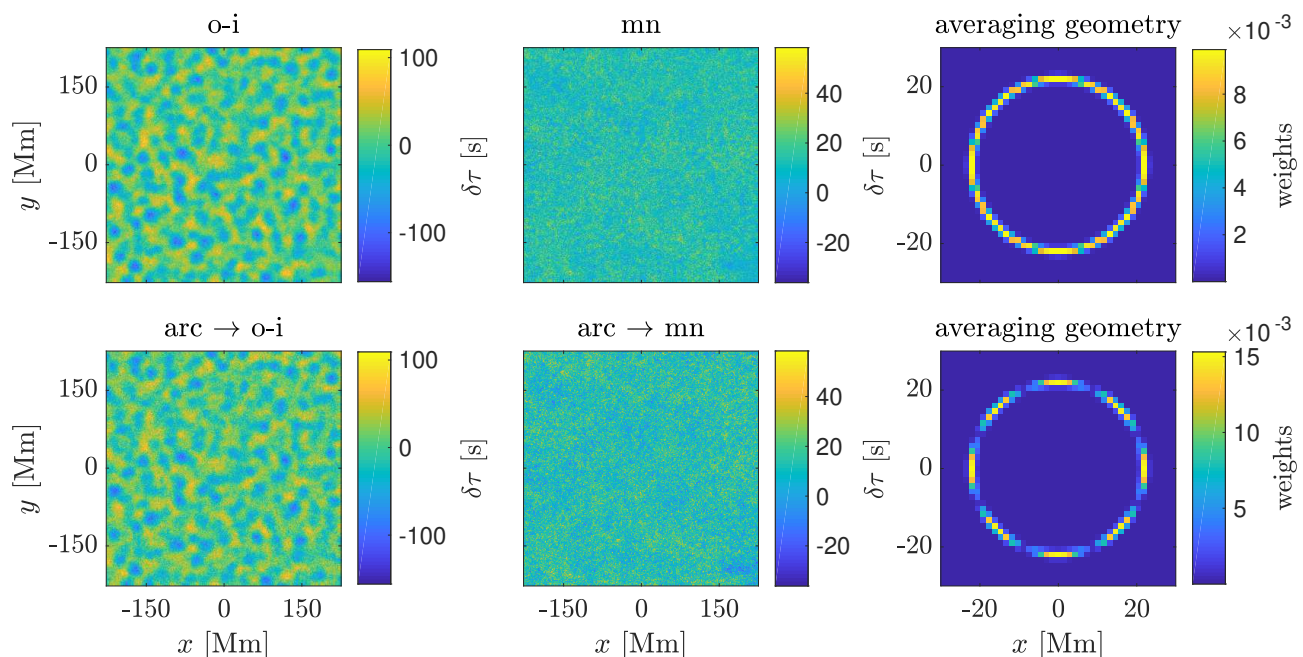 o-i
mn
averaging geometry
×10⁻³
150
0
-150
y [Mm]
100
0
-100
δτ [s]
40
20
0
-20
δτ [s]
20
0
-20
8
6
4
2
weights
arc → o-i
arc → mn
averaging geometry
×10⁻³
150
0
-150
y [Mm]
-150 0 150
x [Mm]
100
0
-100
δτ [s]
-150 0 150
x [Mm]
40
20
0
-20
δτ [s]
20
0
-20
-20 0 20
x [Mm]
15
10
5
weights